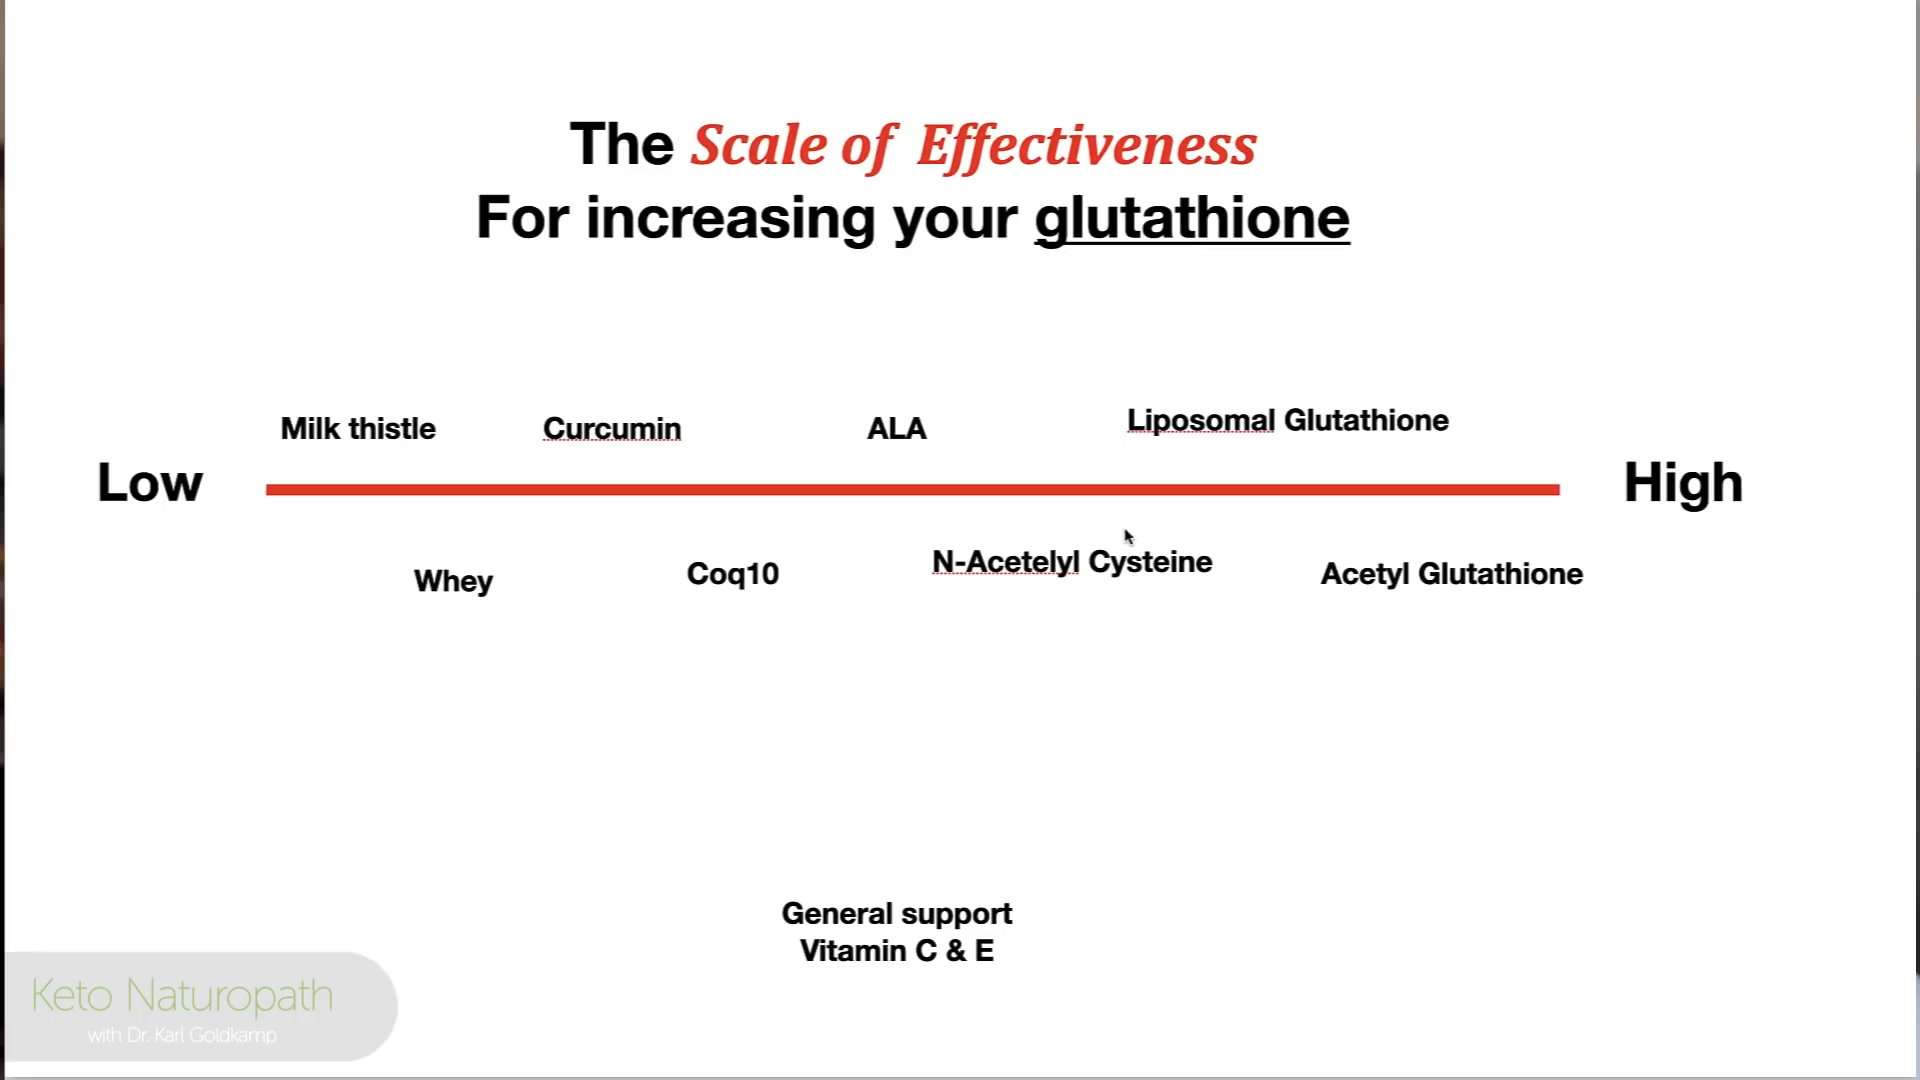 The Scale of Effectiveness
For increasing your glutathione
Milk thistle
Curcumin
ALA
Liposomal Glutathione
Low
High
Whey
Coq10
N-Acetelyl Cysteine
Acetyl Glutathione
General support
Vitamin C & E
Keto Naturopath
with Dr. Karl Goldkamp